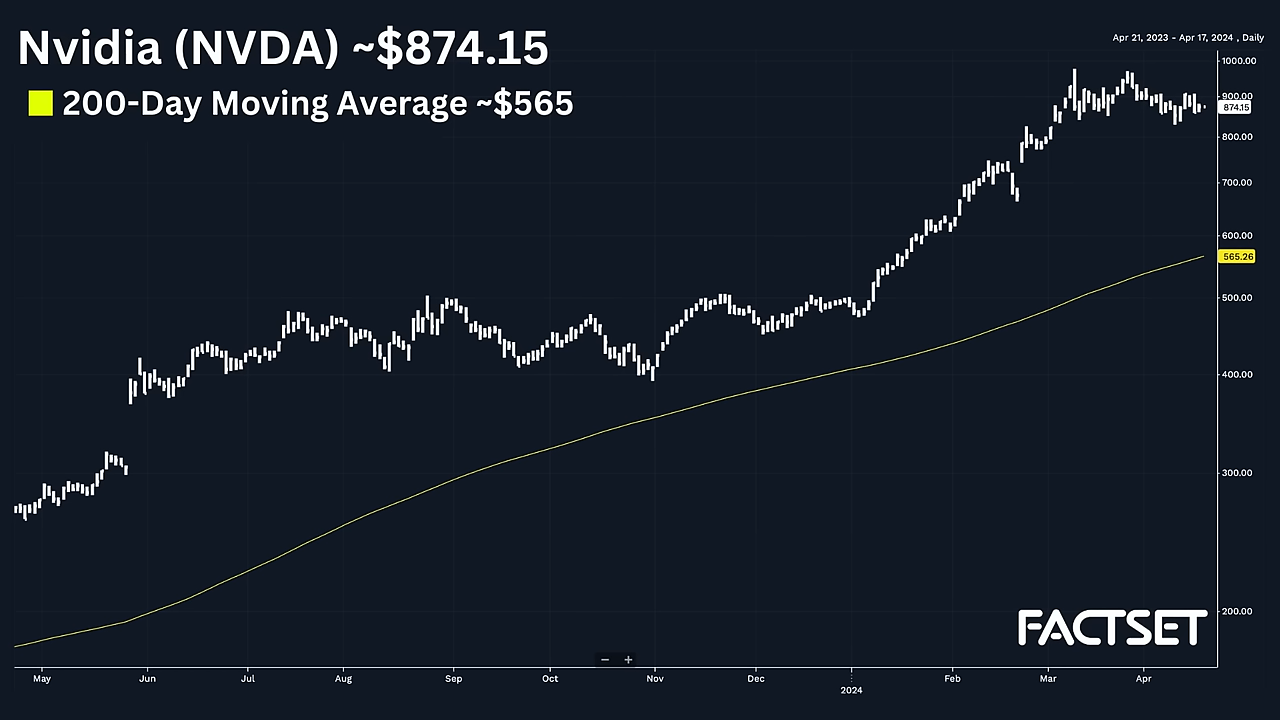 Nvidia (NVDA) ~$874.15
200-Day Moving Average ~$565
Apr 21, 2023 - Apr 17, 2024 , Daily
1000.00
900.00
874.15
800.00
700.00
600.00
565.26
500.00
400.00
300.00
200.00
FACTSET
− +
May Jun Jul Aug Sep Oct Nov Dec Feb Mar Apr
2024